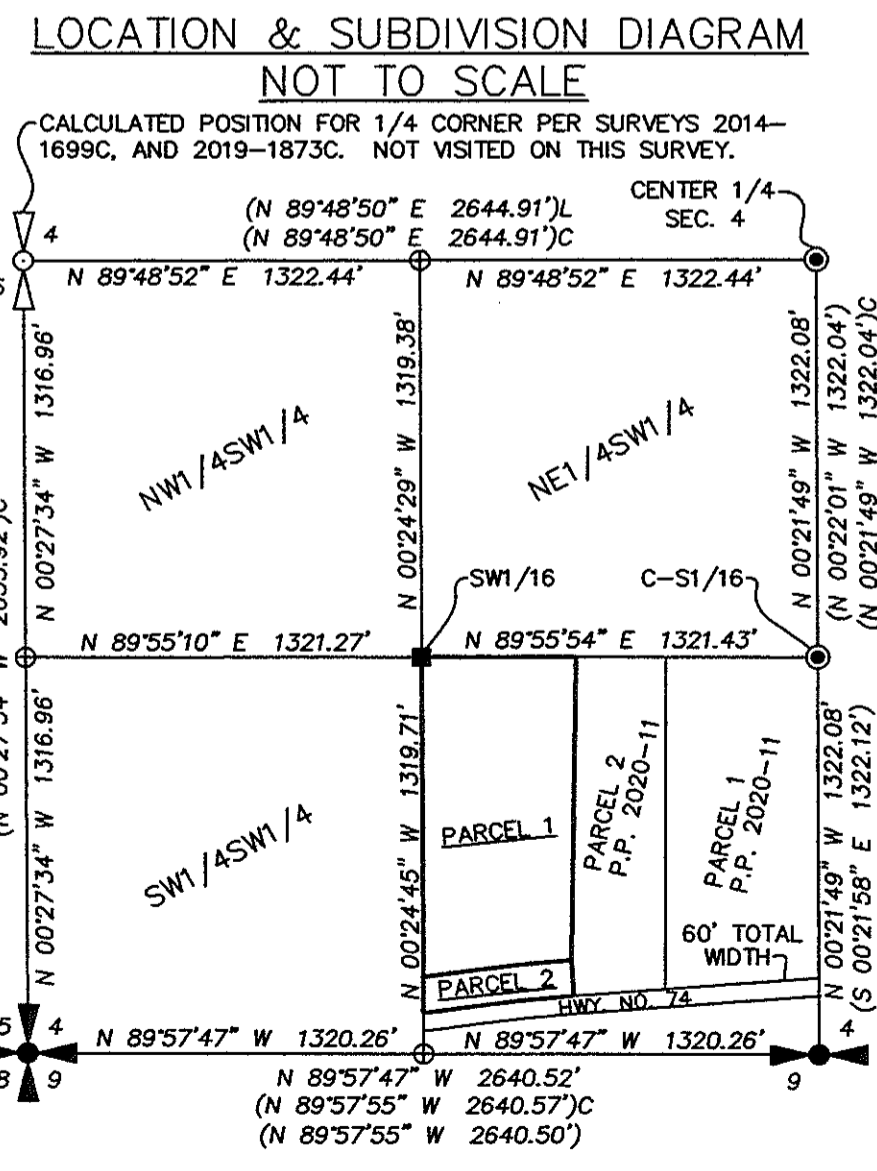 LOCATION & SUBDIVISION DIAGRAM
NOT TO SCALE
CALCULATED POSITION FOR 1/4 CORNER PER SURVEYS 2014-
1699C, AND 2019-1873C. NOT VISITED ON THIS SURVEY.
CENTER 1/4
SEC. 4
(N 89°48'50" E 2644.91')L
(N 89°48'50" E 2644.91')C
4
N 89°48'52" E 1322.44'
N 89°48'52" E 1322.44'
N 00°27'34" W 1316.96'
NW1/4SW1/4
N 00°24'29" W 1319.38'
NE1/4SW1/4
N 00°21'49" W 1322.08'
(N 00°22'01" W 1322.04')
(N 00°21'49" W 1322.04')C
SW1/16
C-S1/16
N 89°55'10" E 1321.27'
N 89°55'54" E 1321.43'
N 00°27'34" W 1316.96'
SW1/4SW1/4
N 00°24'45" W 1319.71'
PARCEL 1
PARCEL 2
P.P. 2020-11
PARCEL 1
P.P. 2020-11
N 00°21'49" W 1322.08'
(S 00°21'58" E 1322.12')
60' TOTAL
WIDTH
PARCEL 2
HWY. NO. 74
5 4
N 89°57'47" W 1320.26'
N 89°57'47" W 1320.26'
4
8 9
9
N 89°57'47" W 2640.52'
(N 89°57'55" W 2640.57')C
(N 89°57'55" W 2640.50')